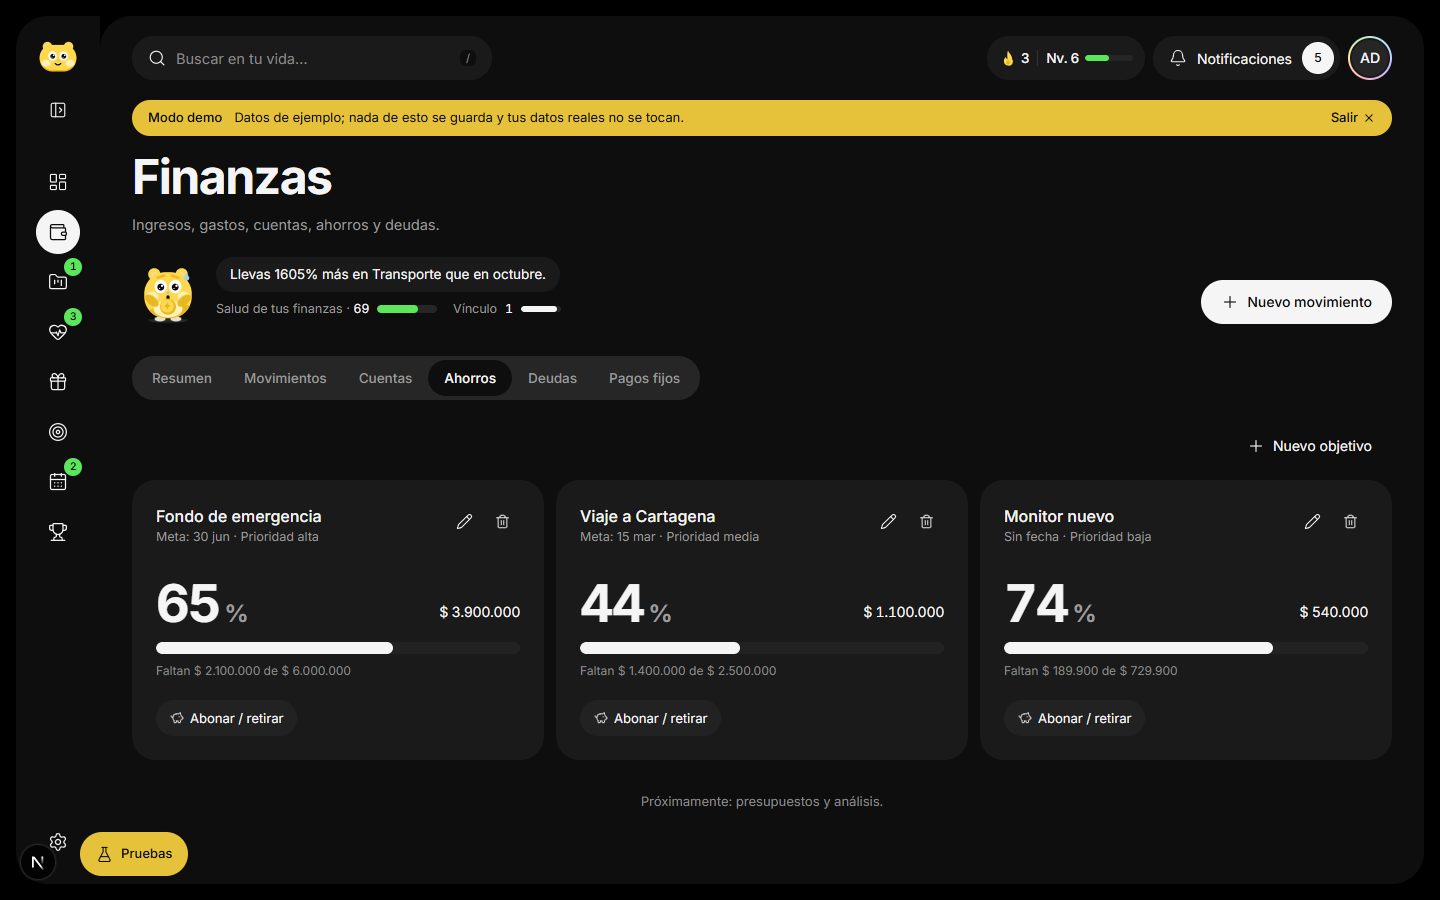 Buscar en tu vida...
/
3
Nv. 6
Notificaciones
5
AD
Modo demo Datos de ejemplo; nada de esto se guarda y tus datos reales no se tocan.
Salir
Finanzas
Ingresos, gastos, cuentas, ahorros y deudas.
1
3
2
Llevas 1605% más en Transporte que en octubre.
Salud de tus finanzas · 69
Vínculo 1
Nuevo movimiento
Resumen
Movimientos
Cuentas
Ahorros
Deudas
Pagos fijos
Nuevo objetivo
Fondo de emergencia
Meta: 30 jun · Prioridad alta
65 %
$ 3.900.000
Faltan $ 2.100.000 de $ 6.000.000
Abonar / retirar
Viaje a Cartagena
Meta: 15 mar · Prioridad media
44 %
$ 1.100.000
Faltan $ 1.400.000 de $ 2.500.000
Abonar / retirar
Monitor nuevo
Sin fecha · Prioridad baja
74 %
$ 540.000
Faltan $ 189.900 de $ 729.900
Abonar / retirar
Próximamente: presupuestos y análisis.
N
Pruebas